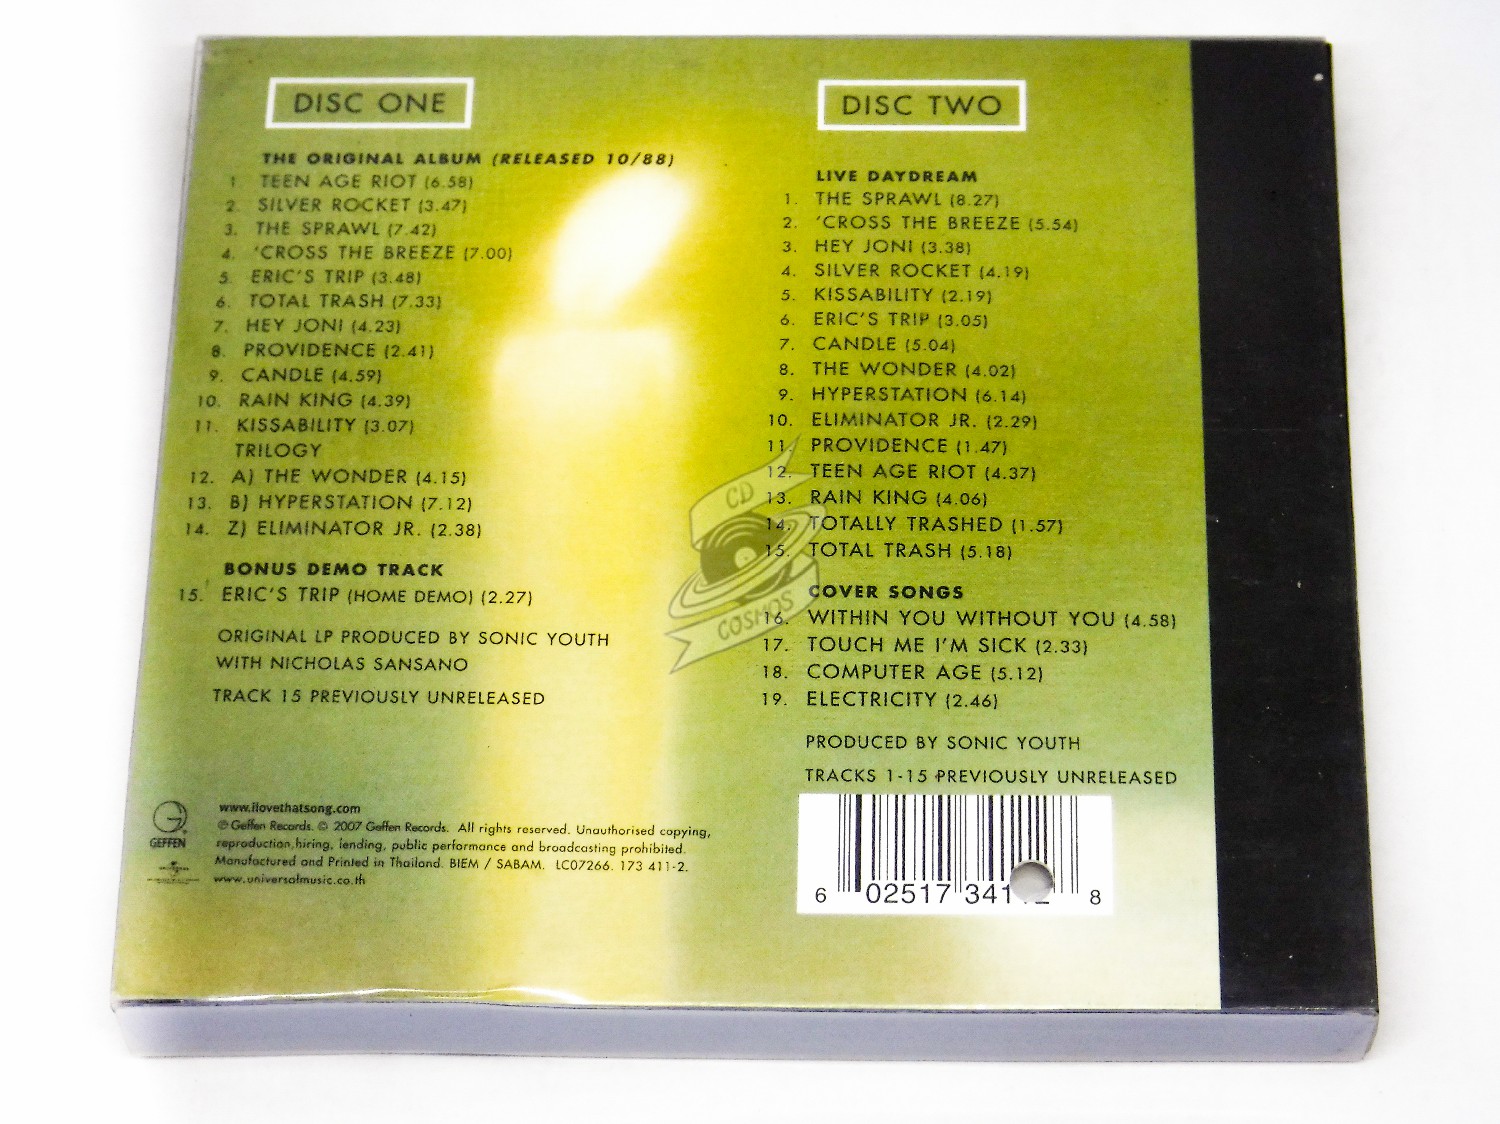 DISC ONE
THE ORIGINAL ALBUM (RELEASED 10/88)
1 TEEN AGE RIOT (6.58)
2. SILVER ROCKET (3.47)
3. THE SPRAWL (7.42)
4. 'CROSS THE BREEZE (7.00)
5. ERIC'S TRIP (3.48)
6. TOTAL TRASH (7.33)
7. HEY JONI (4.23)
8. PROVIDENCE (2.41)
9. CANDLE (4.59)
10. RAIN KING (4.39)
11. KISSABILITY (3.07)
TRILOGY
12. A) THE WONDER (4.15)
13. B) HYPERSTATION (7.12)
14. Z) ELIMINATOR JR. (2.38)
BONUS DEMO TRACK
15. ERIC'S TRIP (HOME DEMO) (2.27)
ORIGINAL LP PRODUCED BY SONIC YOUTH
WITH NICHOLAS SANSANO
TRACK 15 PREVIOUSLY UNRELEASED
GEFFEN
www.ilovethatsong.com
℗ Geffen Records. © 2007 Geffen Records. All rights reserved. Unauthorised copying,
reproduction, hiring, lending, public performance and broadcasting prohibited.
Manufactured and Printed in Thailand. BIEM / SABAM. LC07266. 173 411-2.
www.universalmusic.co.th
DISC TWO
LIVE DAYDREAM
1. THE SPRAWL (8.27)
2. 'CROSS THE BREEZE (5.54)
3. HEY JONI (3.38)
4. SILVER ROCKET (4.19)
5. KISSABILITY (2.19)
6. ERIC'S TRIP (3.05)
7. CANDLE (5.04)
8. THE WONDER (4.02)
9. HYPERSTATION (6.14)
10. ELIMINATOR JR. (2.29)
11. PROVIDENCE (1.47)
12. TEEN AGE RIOT (4.37)
13. RAIN KING (4.06)
14. TOTALLY TRASHED (1.57)
15. TOTAL TRASH (5.18)
COVER SONGS
16. WITHIN YOU WITHOUT YOU (4.58)
17. TOUCH ME I'M SICK (2.33)
18. COMPUTER AGE (5.12)
19. ELECTRICITY (2.46)
PRODUCED BY SONIC YOUTH
TRACKS 1-15 PREVIOUSLY UNRELEASED
6 02517 341 8
CD
COSMOS